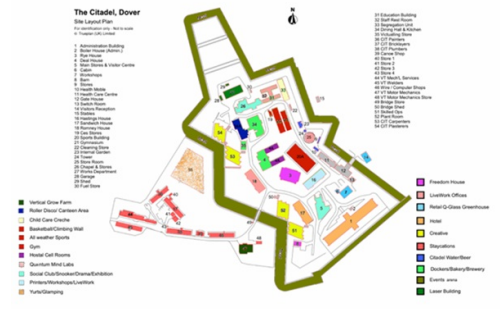 The Citadel, Dover
Site Layout Plan
For identification only - Not to scale
N
1 Administration Building
2 Boiler House (Admin.)
3 Rye House
4 Deal House
5 Main Stores & Visitor Centre
6 Cabin
7 Workshops
8 Barn
9 Stores
10 Health Mobile
11 Health Care Centre
12 Gate House
13 Switch Room
14 Visitors Reception
15 Stables
16 Hastings House
17 Sandwich House
18 Romney House
19 Gas Stores
20 Sports Building
21 Gymnasium
22 Cleaning Store
23 Internal Garden
24 Tower
25 Store Room
26 Chapel & Stores
27 Works Department
28 Garage
29 Shed
30 Fuel Store
31 Education Building
32 Staff Rest Room
33 Segregation Unit
34 Dining Hall & Kitchen
35 Victualling Store
36 CIT Painters
37 CIT Bricklayers
38 CIT Plumbers
39 Canoe Shop
40 Store 1
41 Store 2
42 Store 3
43 Store 4
44 VT Mech'l. Services
45 VT Welders
46 Wire / Computer Shops
47 VT Motor Mechanics
48 VT Motor Mechanics Store
49 Bridge Store
50 Bridge Shed
51 Skilled Ops
52 Plant Room
53 CIT Carpenters
54 CIT Plasterers
Vertical Grow Farm
Roller Disco/ Canteen Area
Child Care Creche
Basketball/Climbing Wall
All weather Sports
Gym
Hostel Cell Rooms
Quantum Mind Labs
Social Club/Snooker/Drama/Exhibition
Printers/Workshops/LiveWork
Yurts/Glamping
Freedom House
LiveWork Offices
Retail Q-Glass Greenhouse
Hotel
Creative
Staycations
Citadel Water/Beer
Dockers/Bakery/Brewery
Events arena
Laser Building